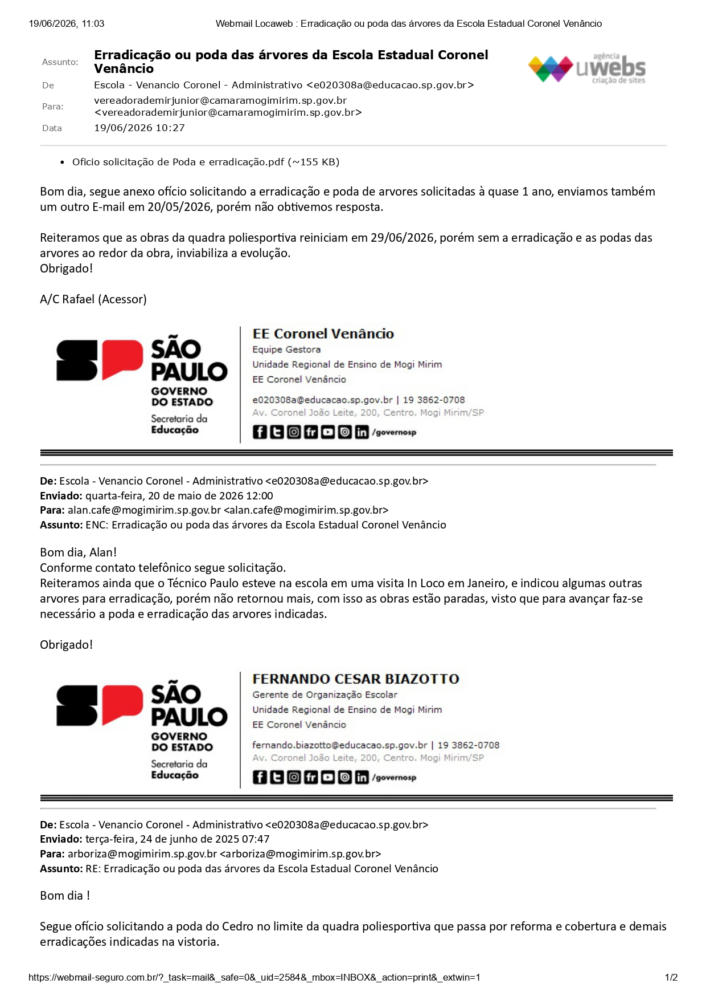 19/06/2026, 11:03
Webmail Locaweb : Erradicação ou poda das árvores da Escola Estadual Coronel Venâncio
Assunto:
Erradicação ou poda das árvores da Escola Estadual Coronel
Venâncio
De
Escola - Venancio Coronel - Administrativo <e020308a@educacao.sp.gov.br>
Para:
vereadorademirjunior@camaramogimirim.sp.gov.br
<vereadorademirjunior@camaramogimirim.sp.gov.br>
Data
19/06/2026 10:27
agência
uwebs
criação de sites
• Oficio solicitação de Poda e erradicação.pdf (~155 KB)
Bom dia, segue anexo ofício solicitando a erradicação e poda de arvores solicitadas à quase 1 ano, enviamos também
um outro E-mail em 20/05/2026, porém não obtivemos resposta.
Reiteramos que as obras da quadra poliesportiva reiniciam em 29/06/2026, porém sem a erradicação e as podas das
arvores ao redor da obra, inviabiliza a evolução.
Obrigado!
A/C Rafael (Acessor)
SÃO
PAULO
GOVERNO
DO ESTADO
Secretaria da
Educação
EE Coronel Venâncio
Equipe Gestora
Unidade Regional de Ensino de Mogi Mirim
EE Coronel Venâncio
e020308a@educacao.sp.gov.br | 19 3862-0708
Av. Coronel João Leite, 200, Centro. Mogi Mirim/SP
/governosp
De: Escola - Venancio Coronel - Administrativo <e020308a@educacao.sp.gov.br>
Enviado: quarta-feira, 20 de maio de 2026 12:00
Para: alan.cafe@mogimirim.sp.gov.br <alan.cafe@mogimirim.sp.gov.br>
Assunto: ENC: Erradicação ou poda das árvores da Escola Estadual Coronel Venâncio
Bom dia, Alan!
Conforme contato telefônico segue solicitação.
Reiteramos ainda que o Técnico Paulo esteve na escola em uma visita In Loco em Janeiro, e indicou algumas outras
arvores para erradicação, porém não retornou mais, com isso as obras estão paradas, visto que para avançar faz-se
necessário a poda e erradicação das arvores indicadas.
Obrigado!
SÃO
PAULO
GOVERNO
DO ESTADO
Secretaria da
Educação
FERNANDO CESAR BIAZOTTO
Gerente de Organização Escolar
Unidade Regional de Ensino de Mogi Mirim
EE Coronel Venâncio
fernando.biazotto@educacao.sp.gov.br | 19 3862-0708
Av. Coronel João Leite, 200, Centro. Mogi Mirim/SP
/governosp
De: Escola - Venancio Coronel - Administrativo <e020308a@educacao.sp.gov.br>
Enviado: terça-feira, 24 de junho de 2025 07:47
Para: arboriza@mogimirim.sp.gov.br <arboriza@mogimirim.sp.gov.br>
Assunto: RE: Erradicação ou poda das árvores da Escola Estadual Coronel Venâncio
Bom dia !
Segue ofício solicitando a poda do Cedro no limite da quadra poliesportiva que passa por reforma e cobertura e demais
erradicações indicadas na vistoria.
https://webmail-seguro.com.br/?_task=mail&_safe=0&_uid=2584&_mbox=INBOX&_action=print&_extwin=1
1/2